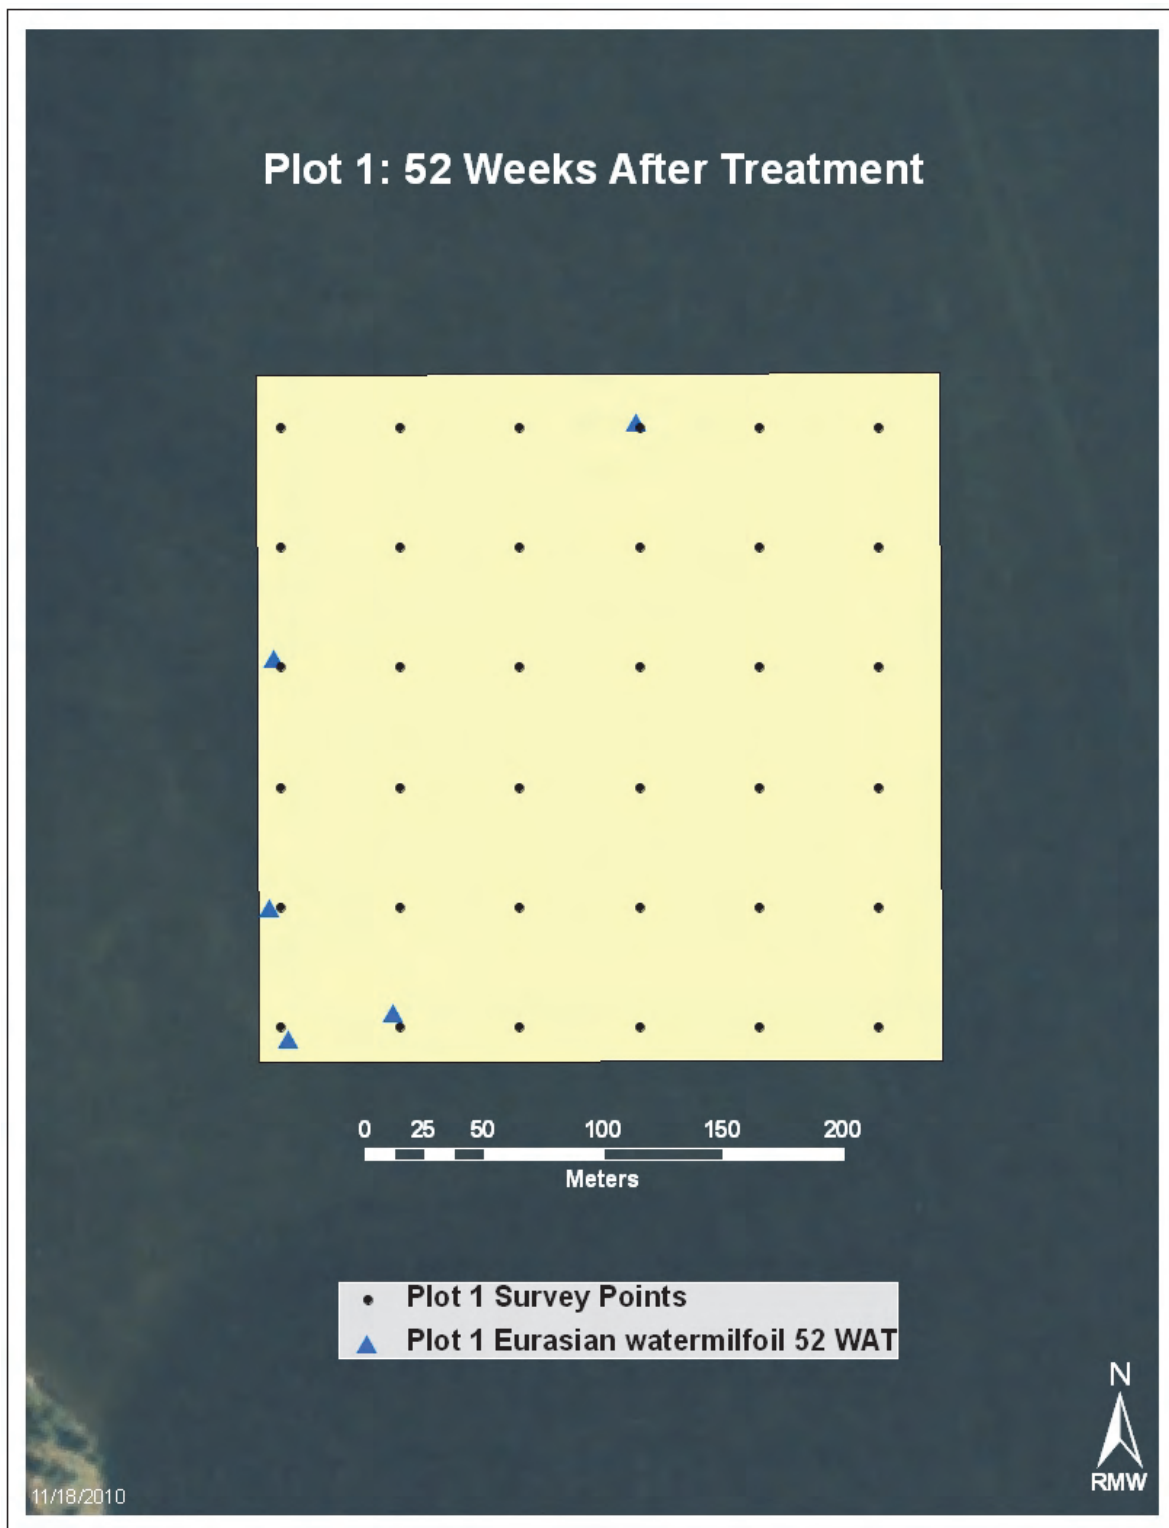 Plot 1: 52 Weeks After Treatment
0 25 50 100 150 200
Meters
Plot 1 Survey Points
Plot 1 Eurasian watermilfoil 52 WAT
N
RMW
11/18/2010